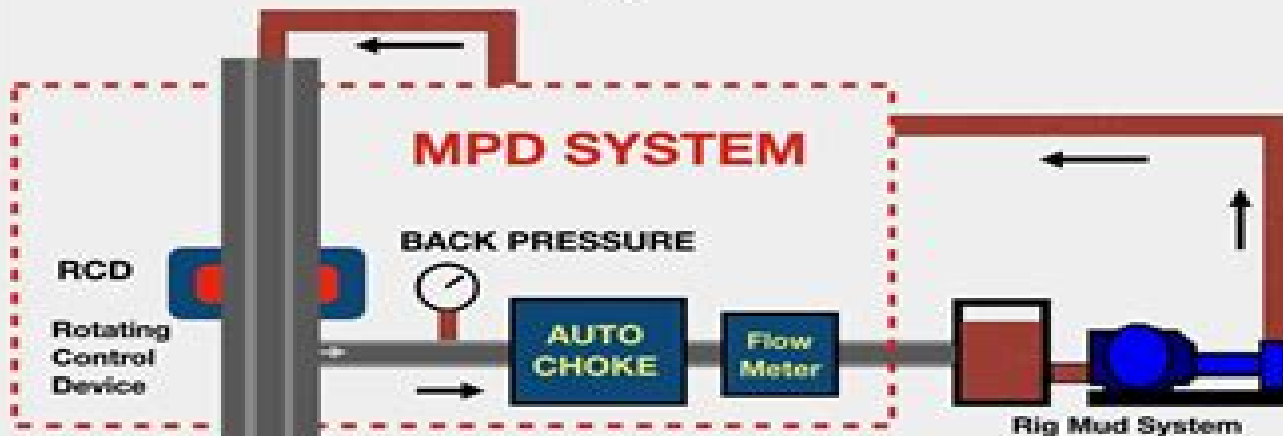 MPD SYSTEM
BACK PRESSURE
RCD
Rotating
Control
Device
AUTO
CHOKE
Flow
Meter
Rig Mud System